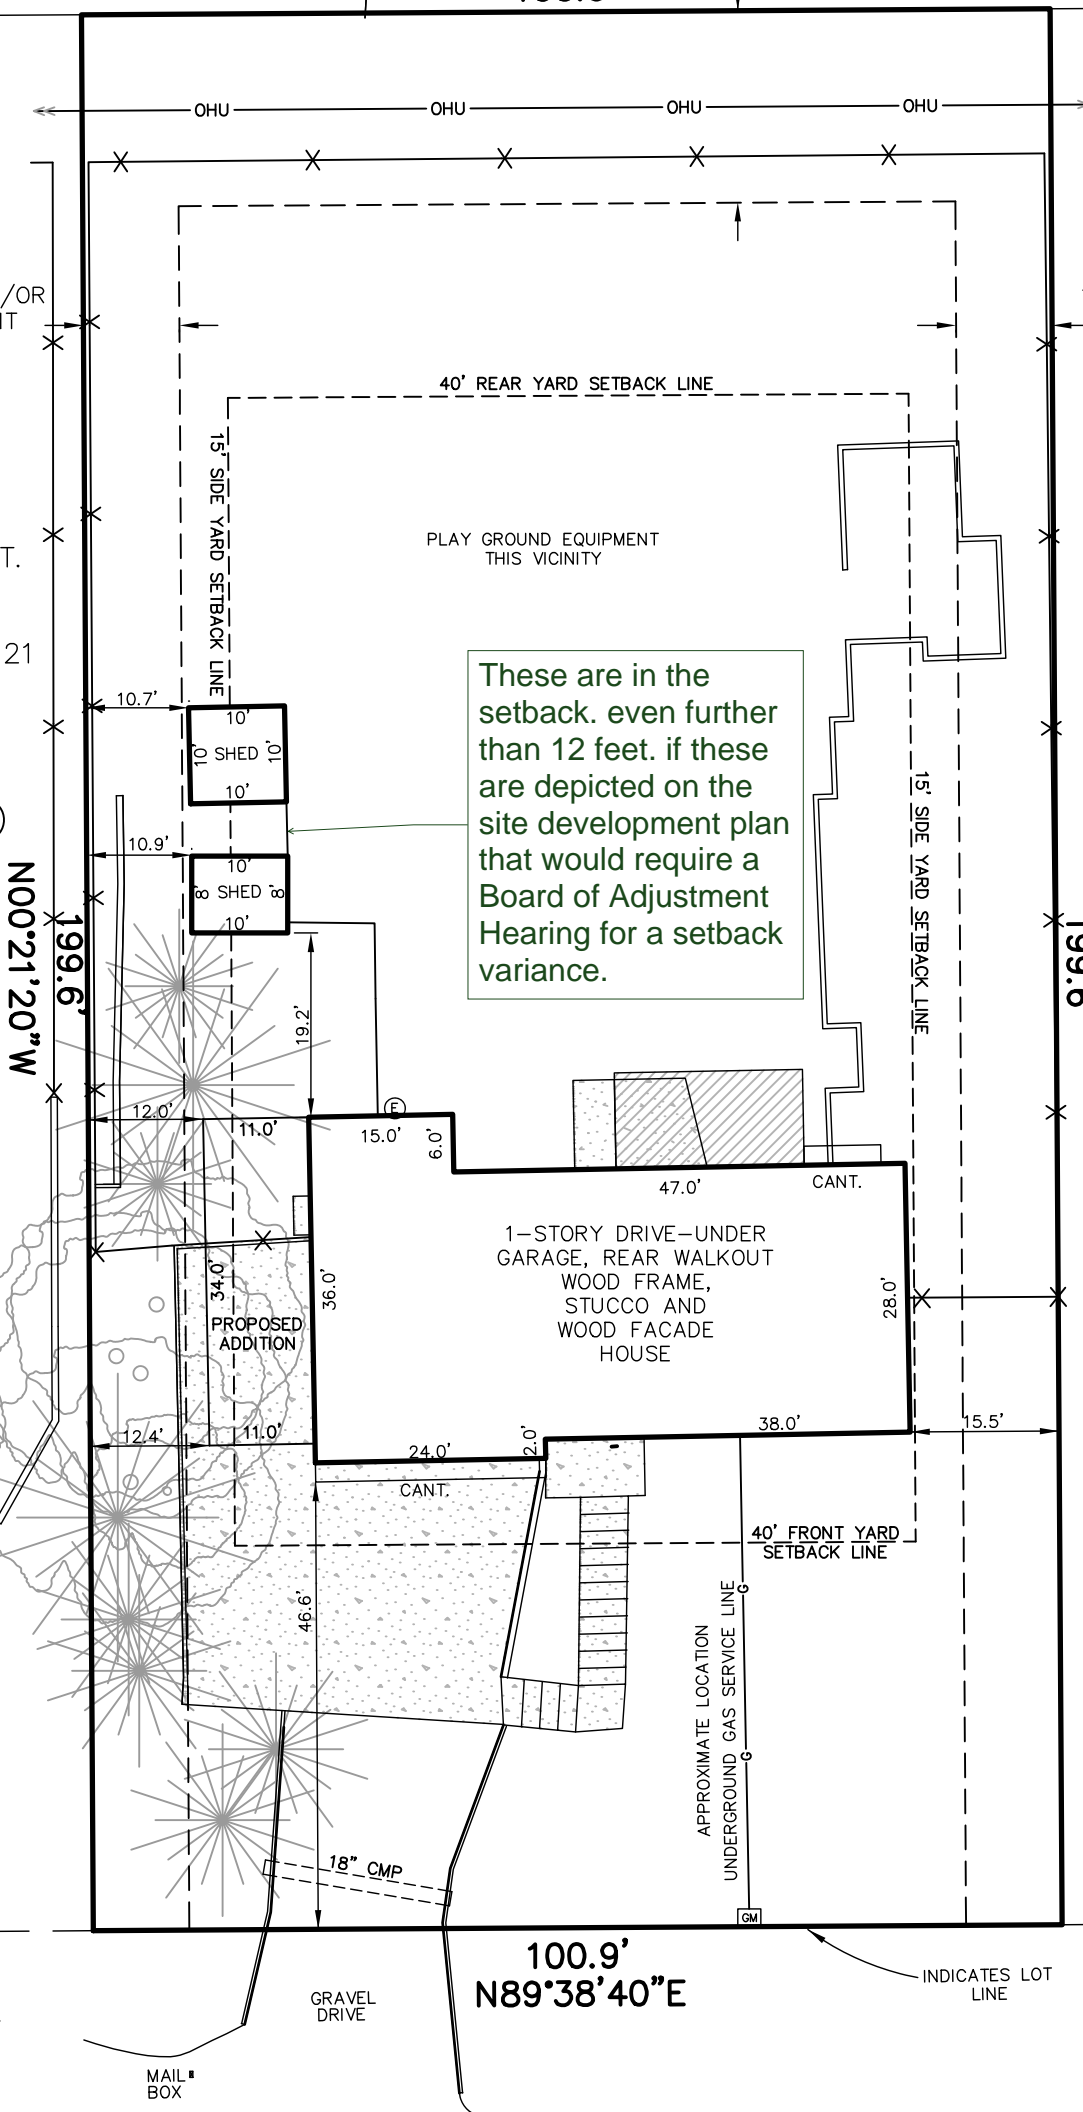 OHU OHU OHU OHU
/OR
40' REAR YARD SETBACK LINE
15' SIDE YARD SETBACK LINE
PLAY GROUND EQUIPMENT
THIS VICINITY
T.
21
These are in the
setback. even further
than 12 feet. if these
are depicted on the
site development plan
that would require a
Board of Adjustment
Hearing for a setback
variance.
10.7'
10'
10' SHED 10'
10'
10.9'
10'
8' SHED 8'
10'
15' SIDE YARD SETBACK LINE
N00°21'20"W
199.6'
19.2'
12.0'
11.0'
E
15.0'
6.0'
47.0'
CANT.
1-STORY DRIVE-UNDER
GARAGE, REAR WALKOUT
WOOD FRAME,
STUCCO AND
WOOD FACADE
HOUSE
36.0'
28.0'
34.0'
PROPOSED
ADDITION
12.4'
11.0'
24.0'
2.0'
38.0'
15.5'
CANT.
40' FRONT YARD
SETBACK LINE
46.6'
APPROXIMATE LOCATION
UNDERGROUND GAS SERVICE LINE
G
G
18" CMP
GM
100.9'
N89°38'40"E
INDICATES LOT
LINE
GRAVEL
DRIVE
MAIL
BOX